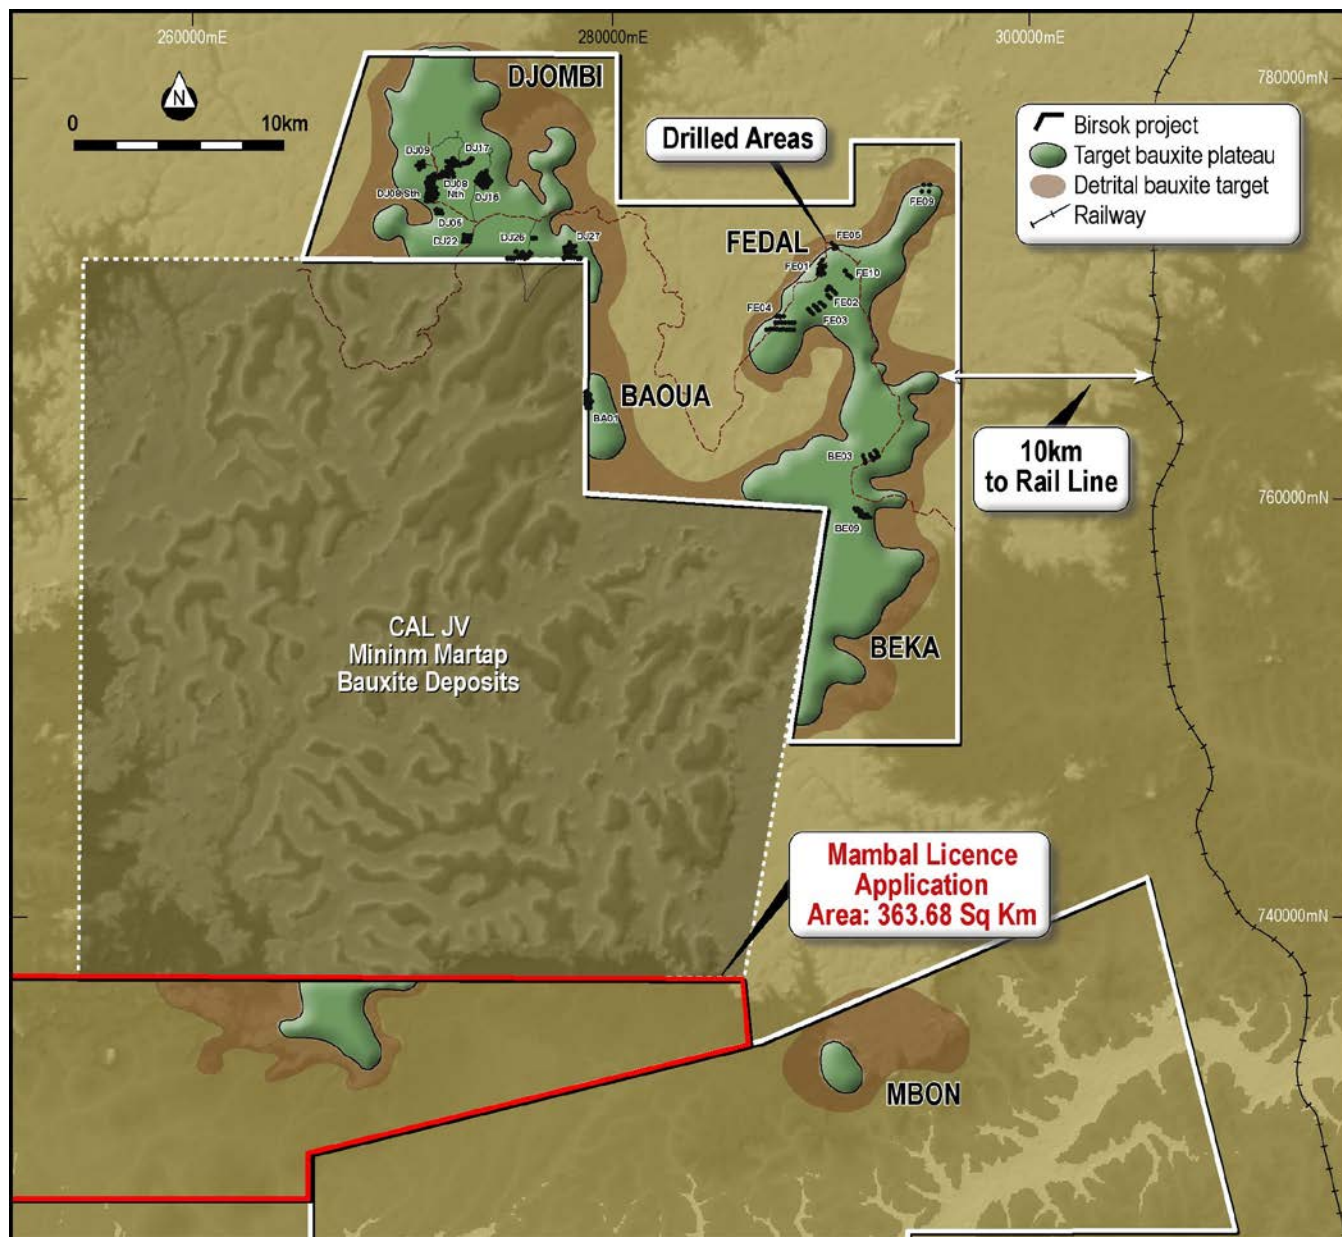 260000mE
280000mE
300000mE
780000mN
N
0
10km
DJOMBI
Drilled Areas
Birsok project
Target bauxite plateau
Detrital bauxite target
Railway
DJ09
DJ17
DJ08
Nth
DJ08 Sth
DJ16
DJ06
DJ22
DJ26
DJ27
FE09
FEDAL
FE05
FE01
FE10
FE02
FE04
FE03
BAOUA
BA01
BE03
10km
to Rail Line
760000mN
BE09
BEKA
CAL JV
Mininm Martap
Bauxite Deposits
Mambal Licence
Application
Area: 363.68 Sq Km
740000mN
MBON